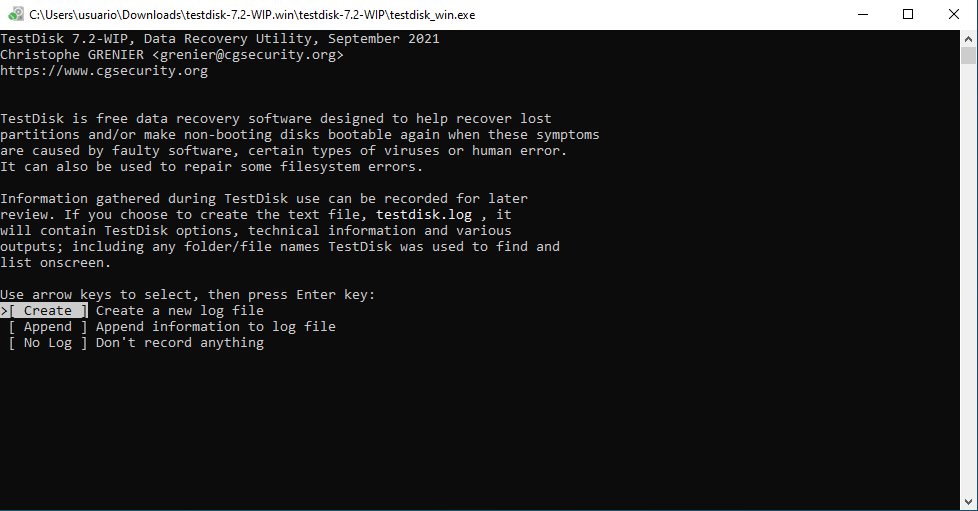 C:\Users\usuario\Downloads\testdisk-7.2-WIP.win\testdisk-7.2-WIP\testdisk_win.exe
TestDisk 7.2-WIP, Data Recovery Utility, September 2021
Christophe GRENIER <grenier@cgsecurity.org>
https://www.cgsecurity.org
TestDisk is free data recovery software designed to help recover lost
partitions and/or make non-booting disks bootable again when these symptoms
are caused by faulty software, certain types of viruses or human error.
It can also be used to repair some filesystem errors.
Information gathered during TestDisk use can be recorded for later
review. If you choose to create the text file, testdisk.log , it
will contain TestDisk options, technical information and various
outputs; including any folder/file names TestDisk was used to find and
list onscreen.
Use arrow keys to select, then press Enter key:
>[ Create ] Create a new log file
[ Append ] Append information to log file
[ No Log ] Don't record anything